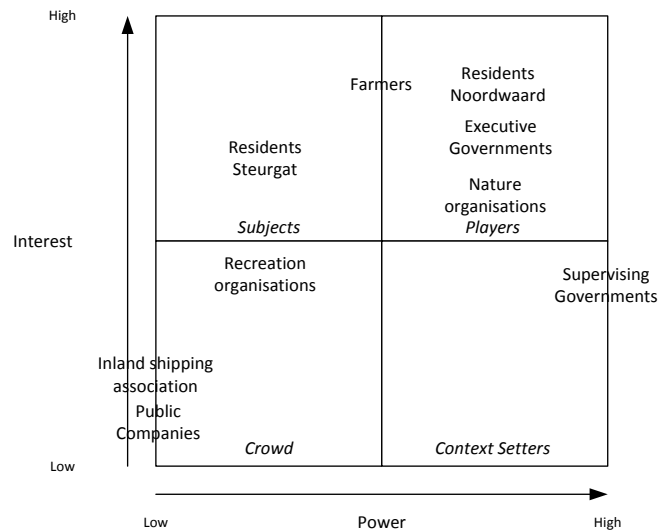 High
Farmers
Residents
Noordwaard
Executive
Governments
Residents
Steurgat
Nature
organisations
Subjects
Players
Interest
Recreation
organisations
Supervising
Governments
Inland shipping
association
Public
Companies
Crowd
Context Setters
Low
Low
Power
High